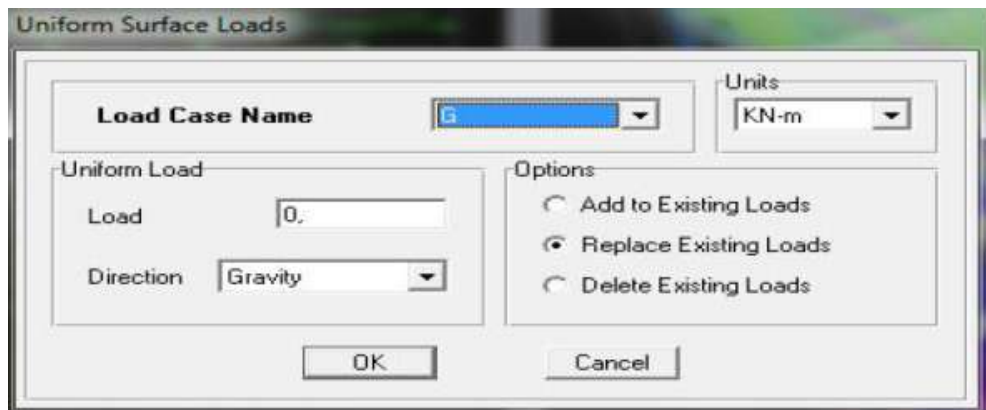 Uniform Surface Loads
Units
Load Case Name G KN-m
Uniform Load Options
Load 0, Add to Existing Loads
Replace Existing Loads
Direction Gravity Delete Existing Loads
OK Cancel